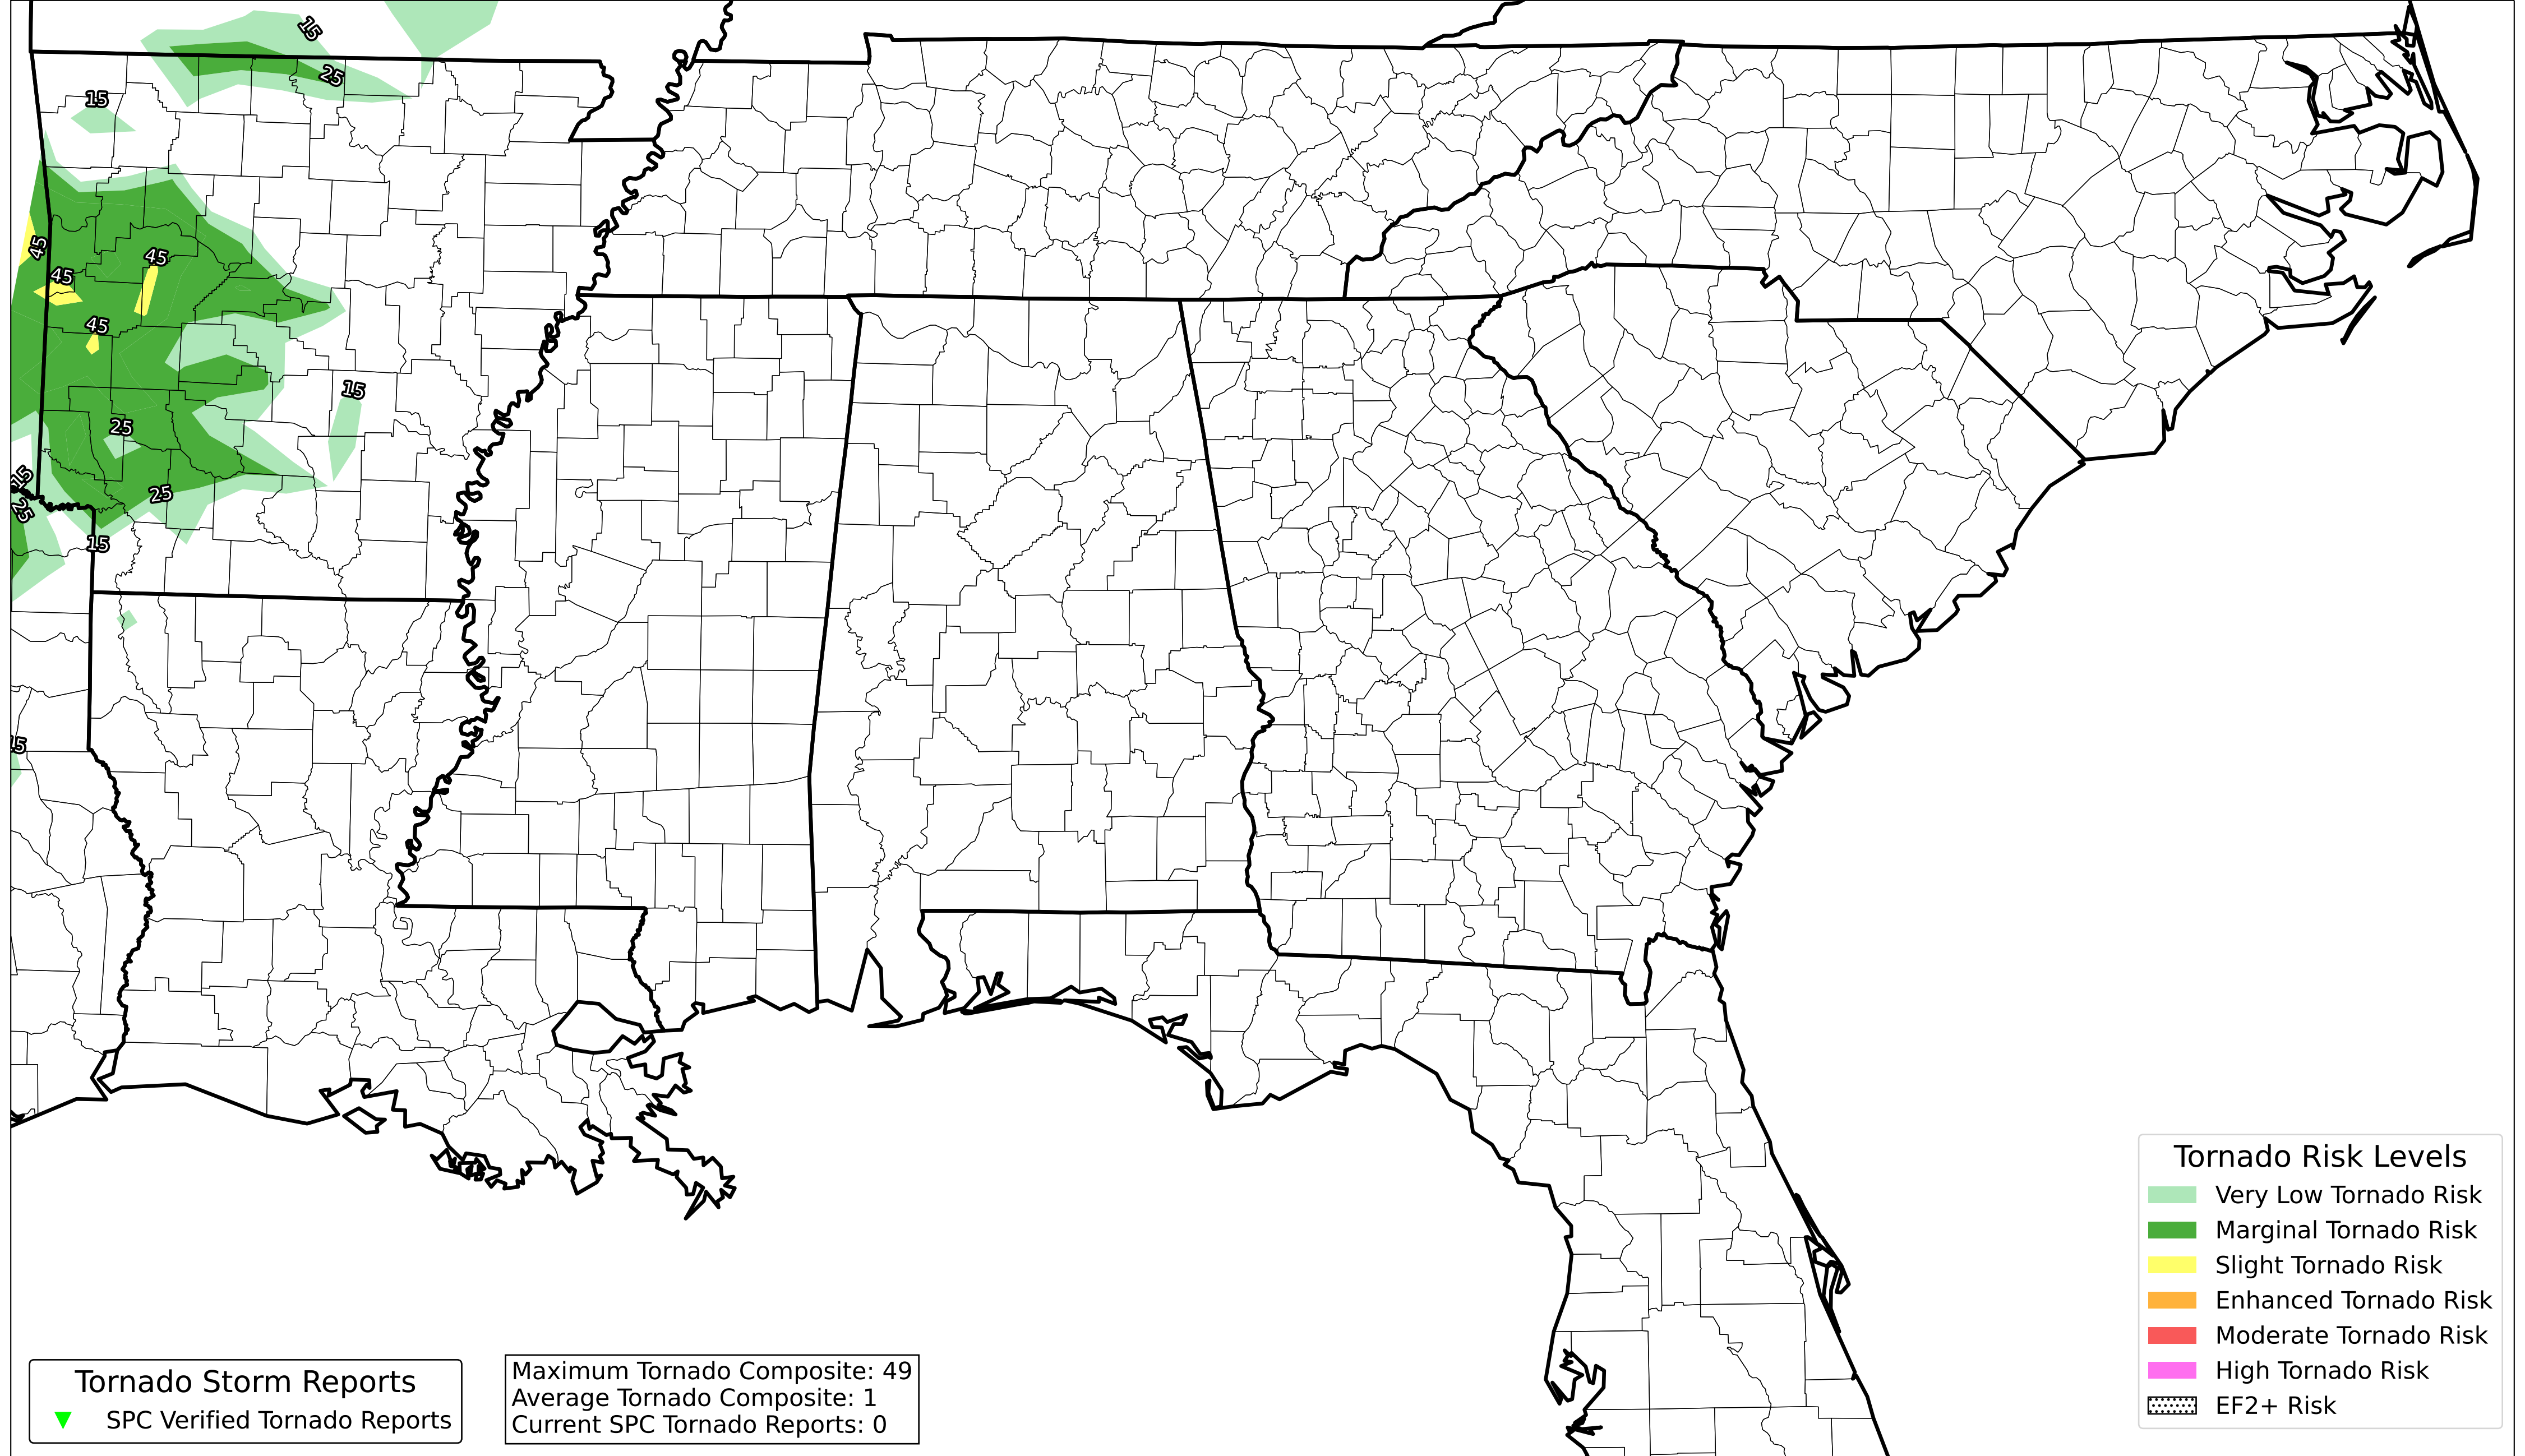 15
25
15
45
45
45
45
15
25
15
25
25
15
15
Tornado Risk Levels
Very Low Tornado Risk
Marginal Tornado Risk
Slight Tornado Risk
Enhanced Tornado Risk
Moderate Tornado Risk
High Tornado Risk
EF2+ Risk
Tornado Storm Reports
SPC Verified Tornado Reports
Maximum Tornado Composite: 49
Average Tornado Composite: 1
Current SPC Tornado Reports: 0